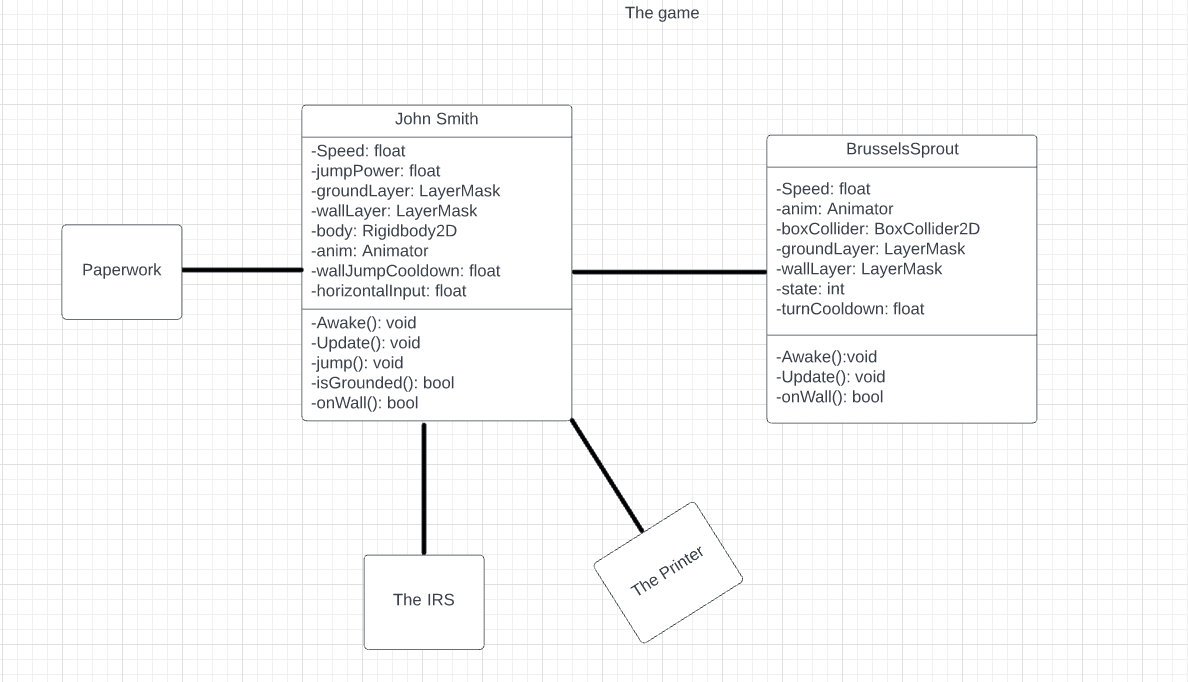 The game
John Smith
-Speed: float
-jumpPower: float
-groundLayer: LayerMask
-wallLayer: LayerMask
-body: Rigidbody2D
-anim: Animator
-wallJumpCooldown: float
-horizontalInput: float
-Awake(): void
-Update(): void
-jump(): void
-isGrounded(): bool
-onWall(): bool
BrusselsSprout
-Speed: float
-anim: Animator
-boxCollider: BoxCollider2D
-groundLayer: LayerMask
-wallLayer: LayerMask
-state: int
-turnCooldown: float
-Awake():void
-Update(): void
-onWall(): bool
Paperwork
The IRS
The Printer